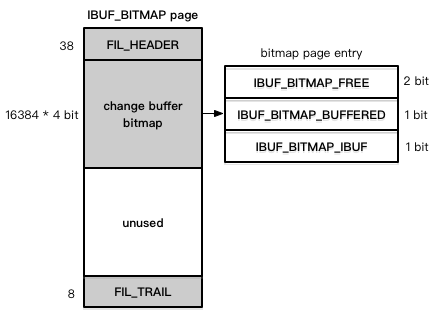 IBUF_BITMAP page
38
FIL_HEADER
bitmap page entry
16384 * 4 bit
change buffer
bitmap
IBUF_BITMAP_FREE
2 bit
IBUF_BITMAP_BUFFERED
1 bit
IBUF_BITMAP_IBUF
1 bit
unused
8
FIL_TRAIL